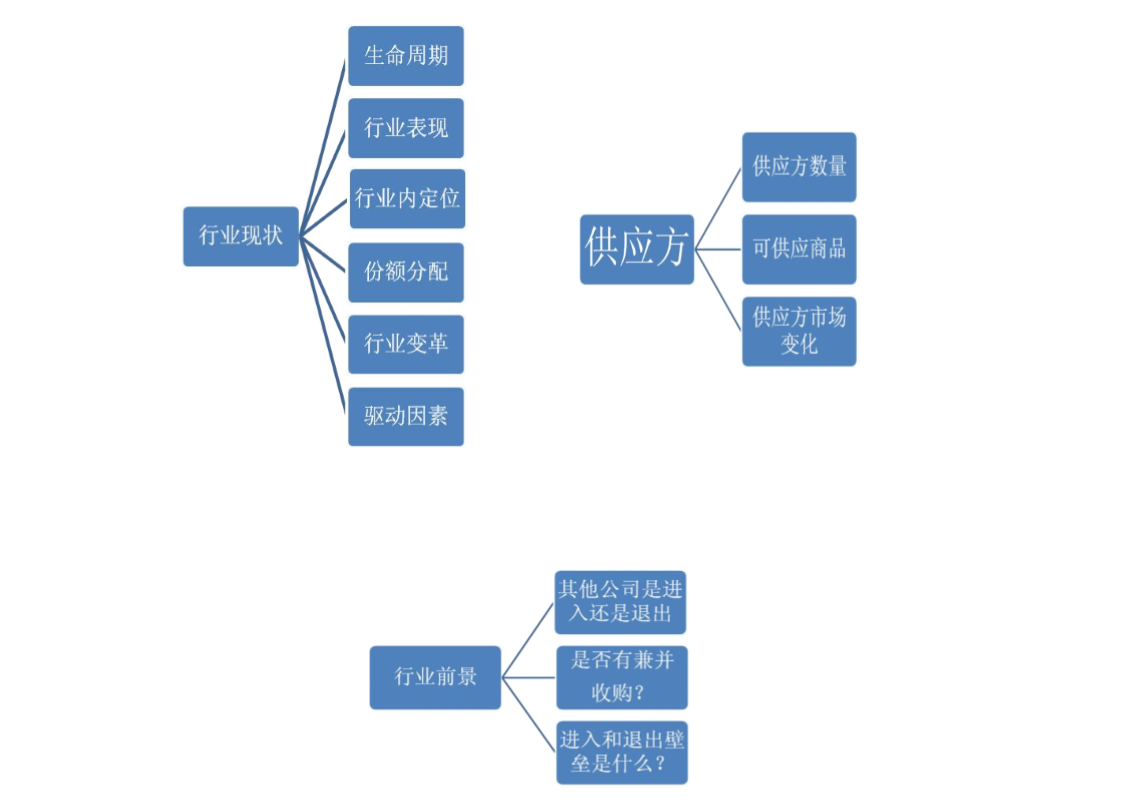 行业现状
生命周期
行业表现
行业内定位
份额分配
行业变革
驱动因素
供应方
供应方数量
可供应商品
供应方市场
变化
行业前景
其他公司是进
入还是退出
是否有兼并
收购？
进入和退出壁
垒是什么？